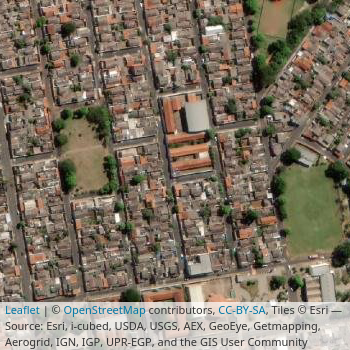 Leaflet | © OpenStreetMap contributors, CC-BY-SA, Tiles © Esri —
Source: Esri, i-cubed, USDA, USGS, AEX, GeoEye, Getmapping,
Aerogrid, IGN, IGP, UPR-EGP, and the GIS User Community